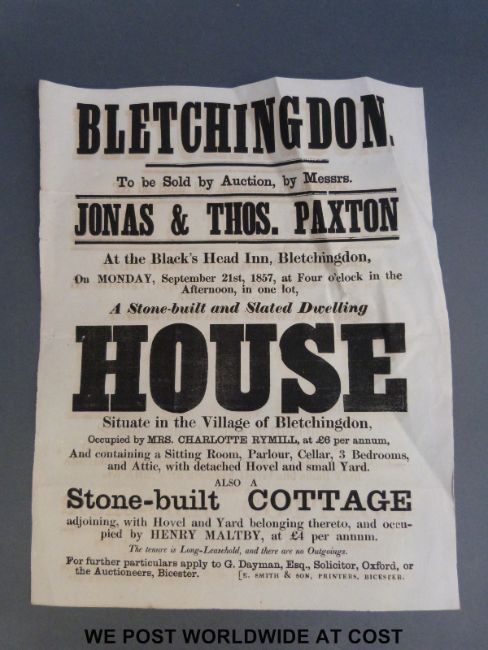 BLETCHINGDON.
To be Sold by Auction, by Messrs.
JONAS & THOS. PAXTON
At the Black's Head Inn, Bletchingdon,
On MONDAY, September 21st, 1857, at Four o'clock in the
Afternoon, in one lot,
A Stone-built and Slated Dwelling
HOUSE
Situate in the Village of Bletchingdon,
Occupied by MRS. CHARLOTTE RYMILL, at £6 per annum,
And containing a Sitting Room, Parlour, Cellar, 3 Bedrooms,
and Attic, with detached Hovel and small Yard.
ALSO A
Stone-built COTTAGE
adjoining, with Hovel and Yard belonging thereto, and occu-
pied by HENRY MALTBY, at £4 per annum.
The tenure is Long-Leasehold, and there are no Outgoings.
For further particulars apply to G. Dayman, Esq., Solicitor, Oxford, or
the Auctioneers, Bicester. [E. SMITH & SON, PRINTERS, BICESTER.
WE POST WORLDWIDE AT COST